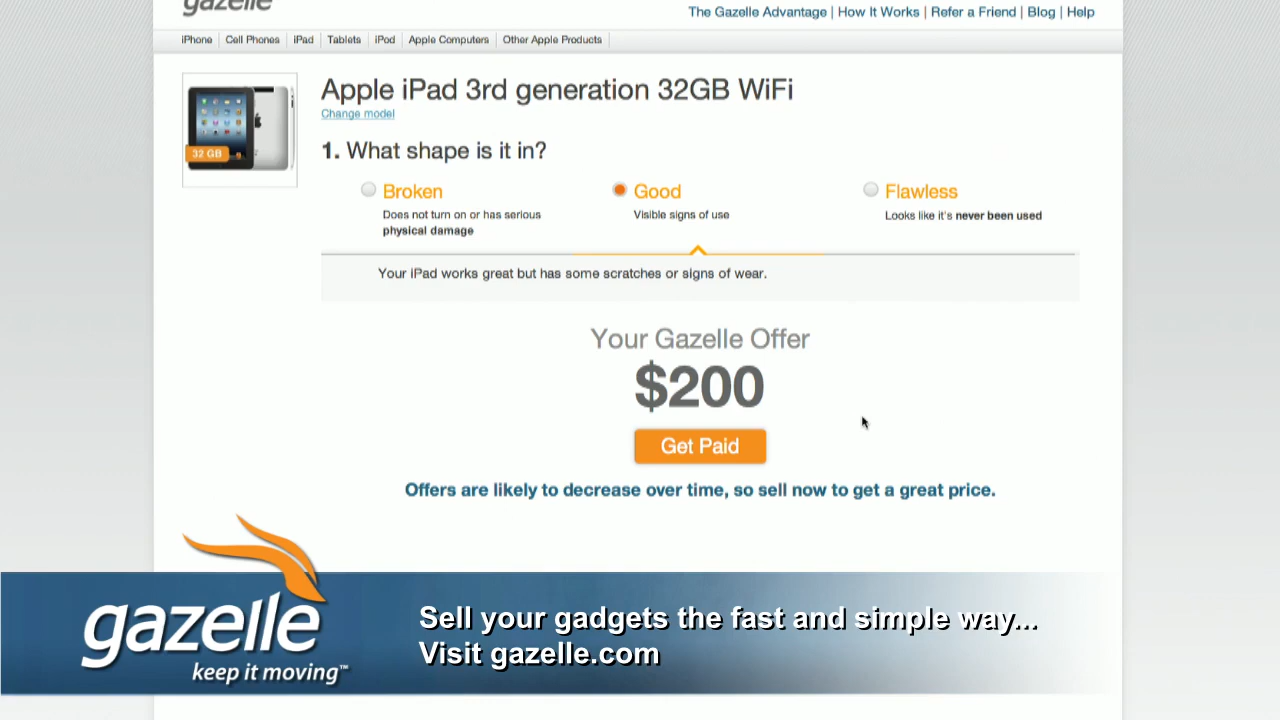 gazelle
The Gazelle Advantage | How It Works | Refer a Friend | Blog | Help
iPhone Cell Phones iPad Tablets iPod Apple Computers Other Apple Products
Apple iPad 3rd generation 32GB WiFi
Change model
32 GB
1. What shape is it in?
Broken Good Flawless
Does not turn on or has serious Visible signs of use Looks like it's never been used
physical damage
Your iPad works great but has some scratches or signs of wear.
Your Gazelle Offer
$200
Get Paid
Offers are likely to decrease over time, so sell now to get a great price.
gazelle
keep it moving™
Sell your gadgets the fast and simple way...
Visit gazelle.com